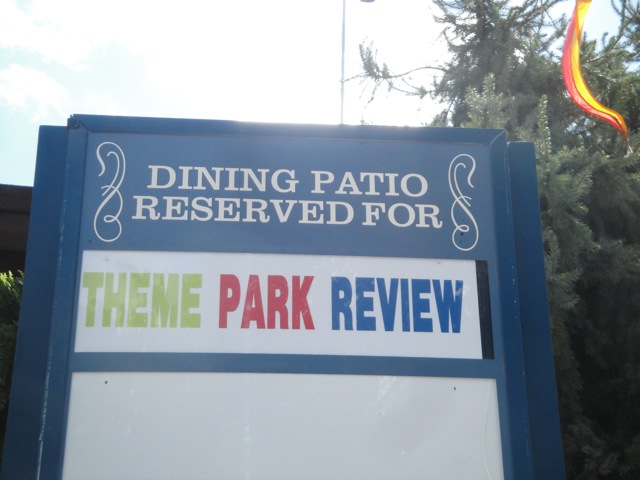 DINING PATIO
RESERVED FOR
THEME PARK REVIEW